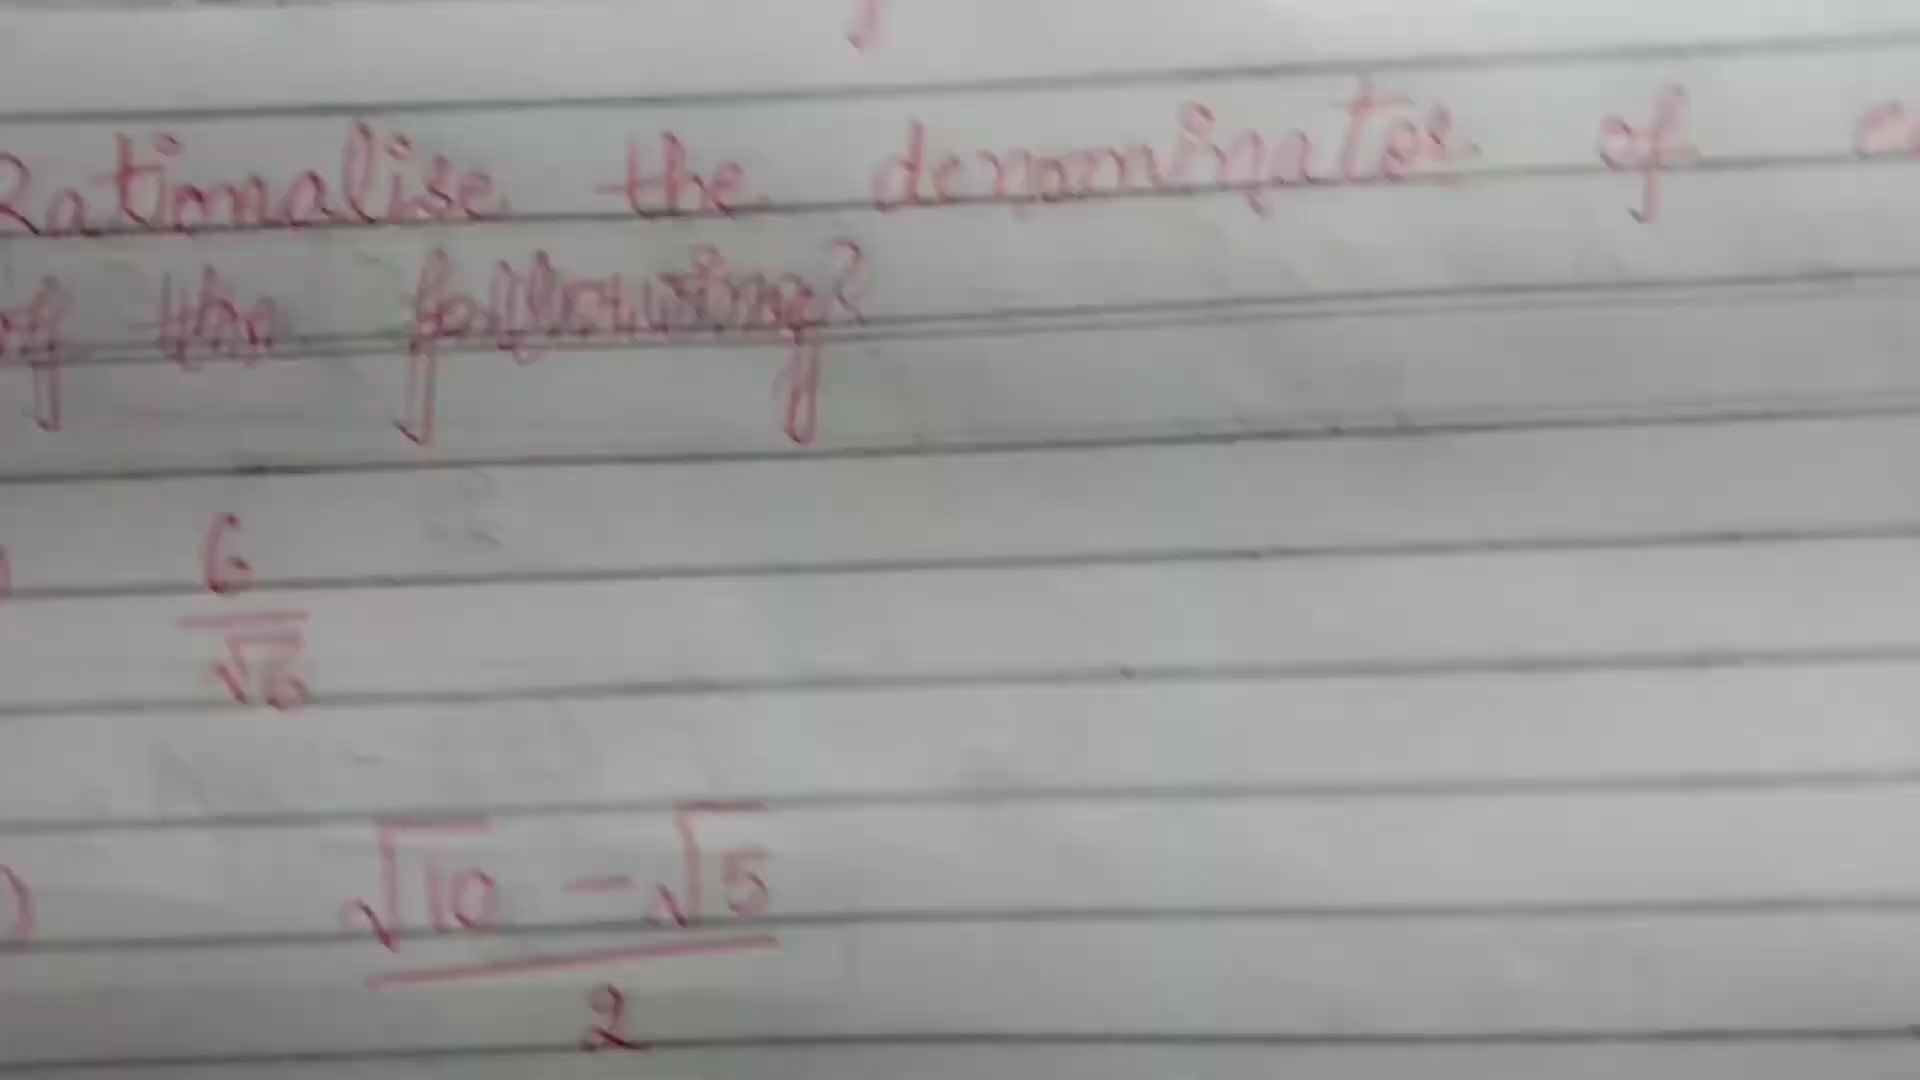 Rationalise the denominator of
of the following?
) 6/√6
) √10 - √5 / 2